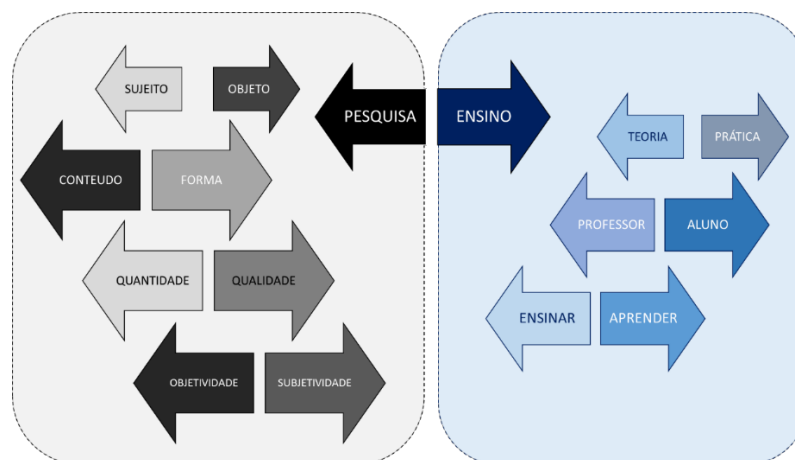 SUJEITO
OBJETO
PESQUISA
ENSINO
CONTEUDO
FORMA
QUANTIDADE
QUALIDADE
OBJETIVIDADE
SUBJETIVIDADE
TEORIA
PRÁTICA
PROFESSOR
ALUNO
ENSINAR
APRENDER